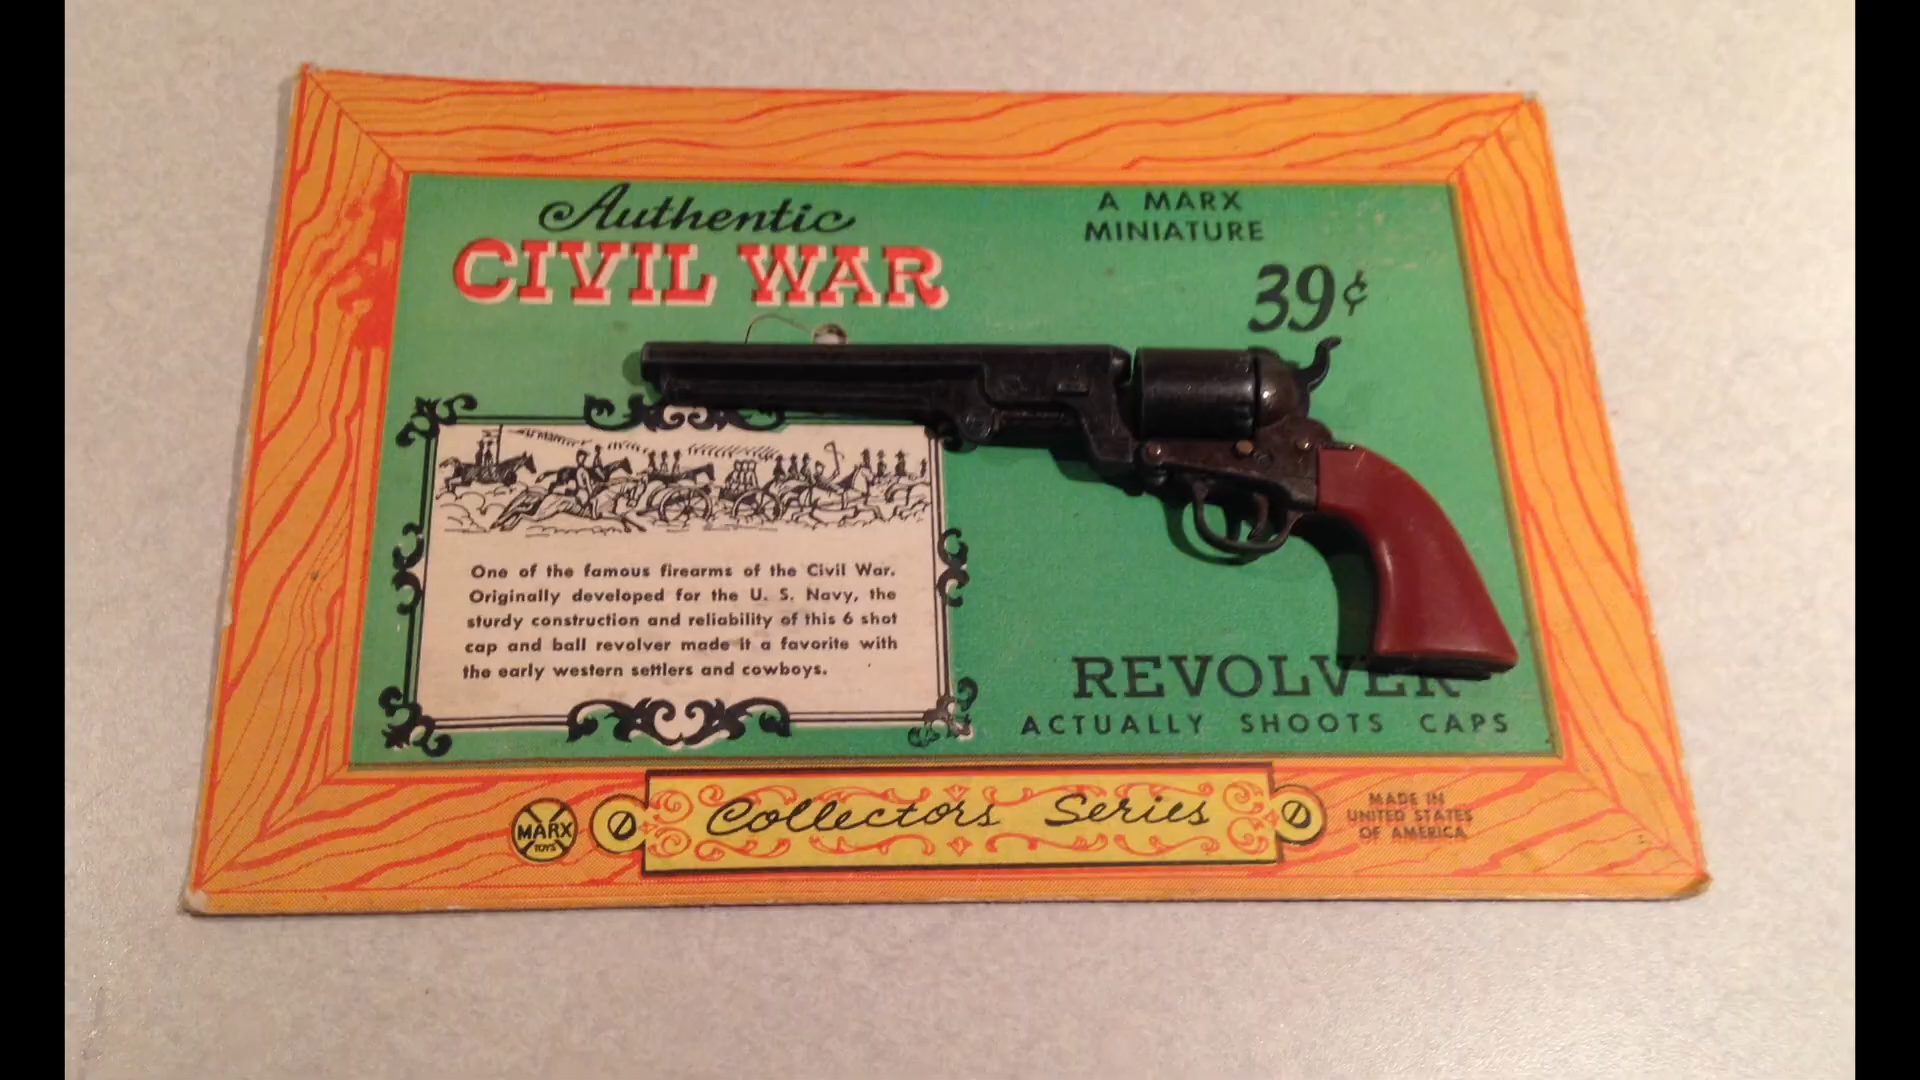 Authentic
CIVIL WAR
A MARX
MINIATURE
39¢
One of the famous firearms of the Civil War.
Originally developed for the U. S. Navy, the
sturdy construction and reliability of this 6 shot
cap and ball revolver made it a favorite with
the early western settlers and cowboys.
REVOLVER
ACTUALLY SHOOTS CAPS
MARX
TOYS
Collectors Series
MADE IN
UNITED STATES
OF AMERICA